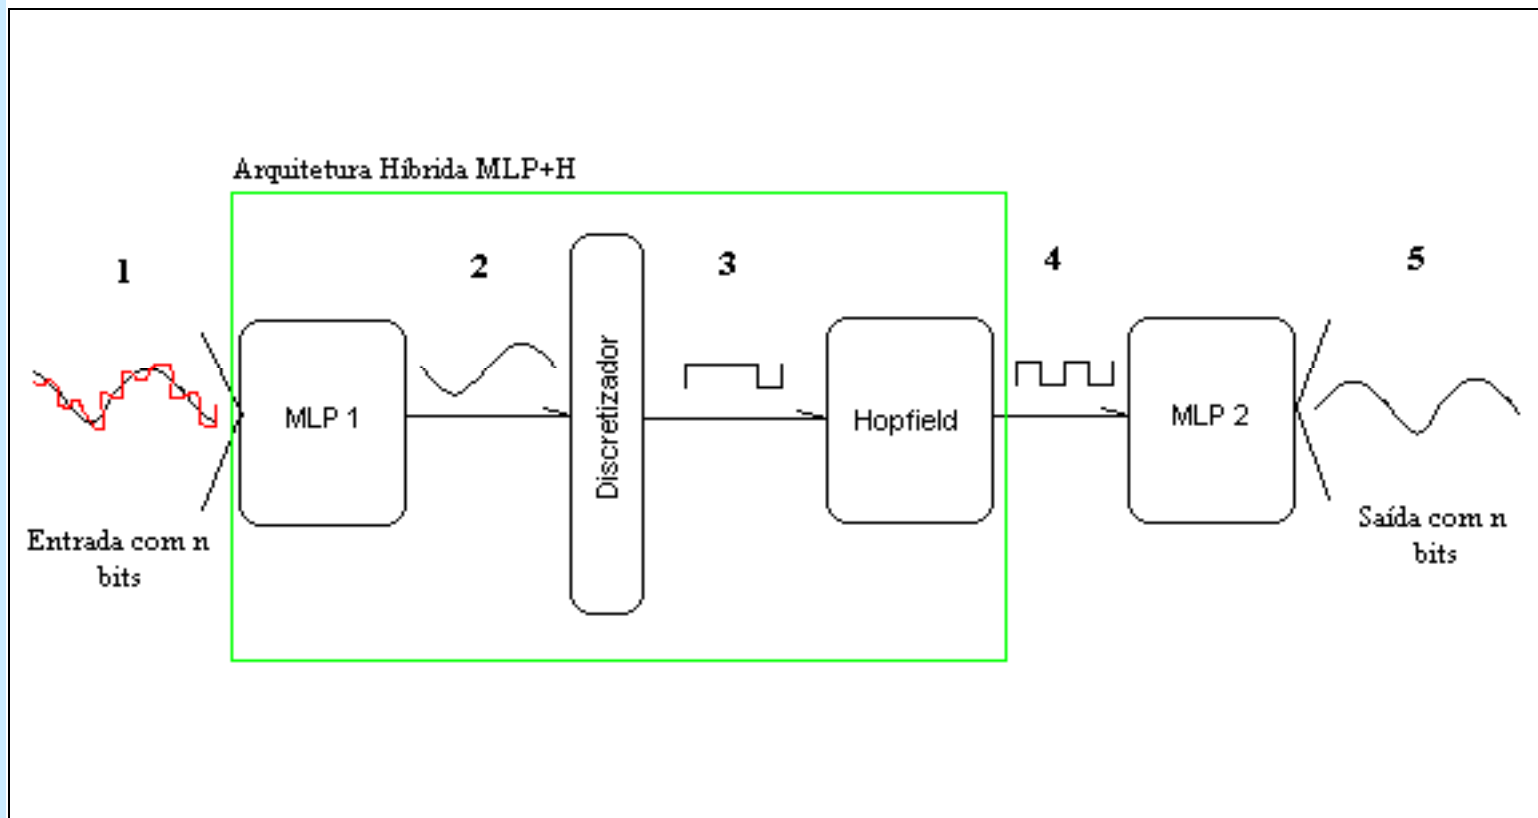 Arquitetura Híbrida MLP+H
1
2
3
4
5
MLP 1
Discretizador
Hopfield
MLP 2
Entrada com n
bits
Saída com n
bits